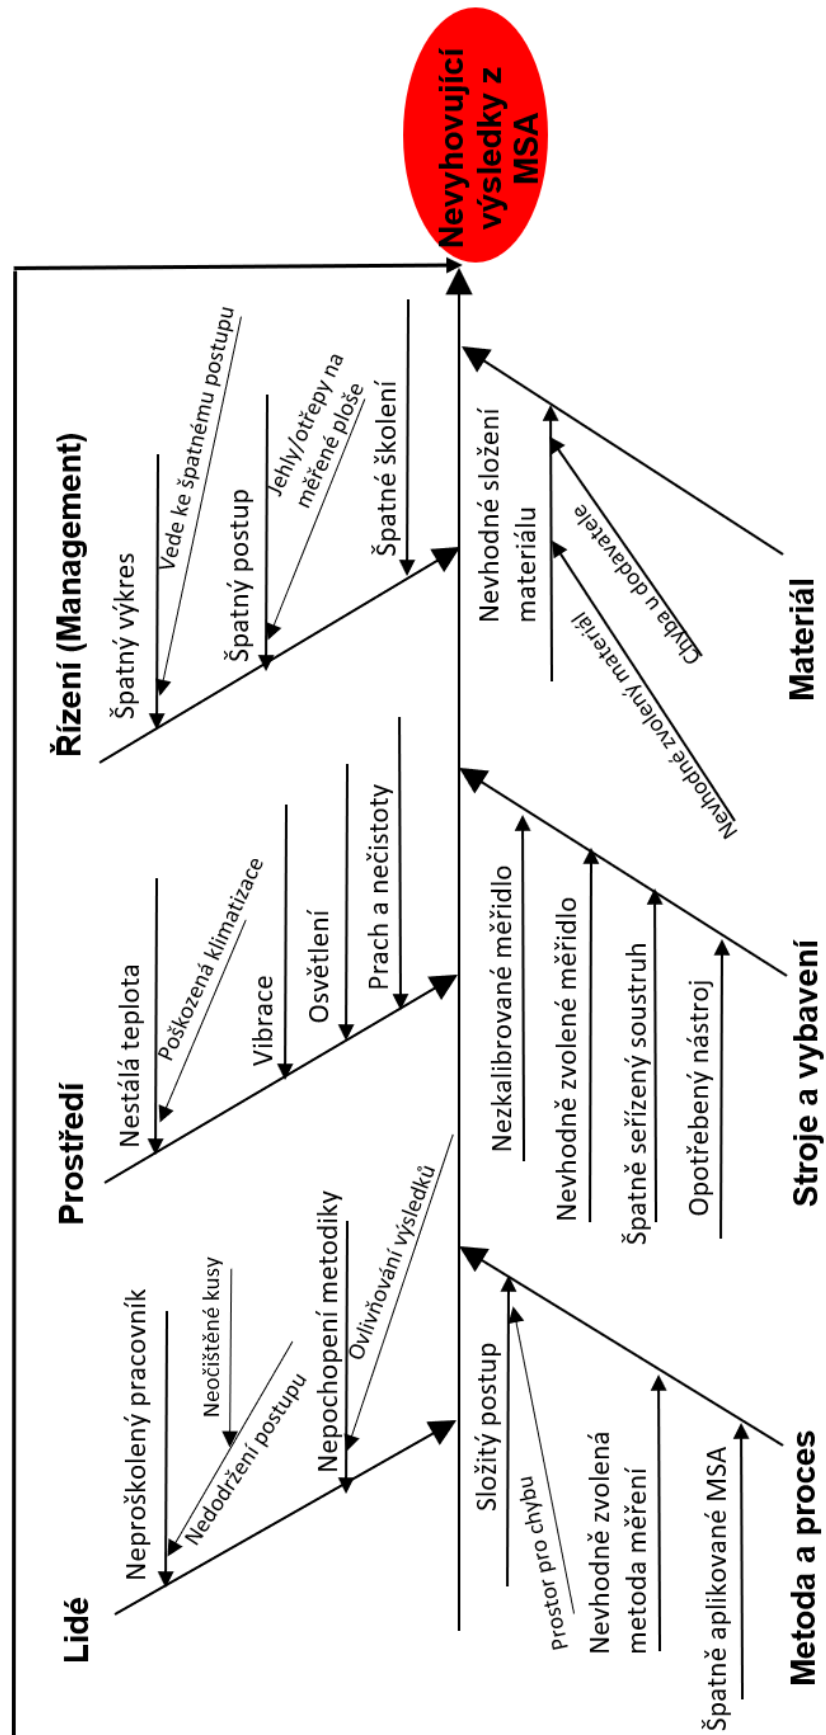 Nevyhovující
výsledky z
MSA
Lidé
Neproškolený pracovník
Neočištěné kusy
Nedodržení postupu
Nepochopení metodiky
Ovlivňování výsledků
Prostředí
Nestálá teplota
Poškozená klimatizace
Vibrace
Osvětlení
Prach a nečistoty
Řízení (Management)
Špatný výkres
Vede ke špatnému postupu
Špatný postup
Jehly/otřepy na
měřené ploše
Špatné školení
Složitý postup
Prostor pro chybu
Nevhodně zvolená
metoda měření
Špatně aplikované MSA
Metoda a proces
Nezkalibrované měřidlo
Nevhodně zvolené měřidlo
Špatně seřízený soustruh
Opotřebený nástroj
Stroje a vybavení
Nevhodné složení
materiálu
Chyba u dodavatele
Nevhodně zvolený materiál
Materiál